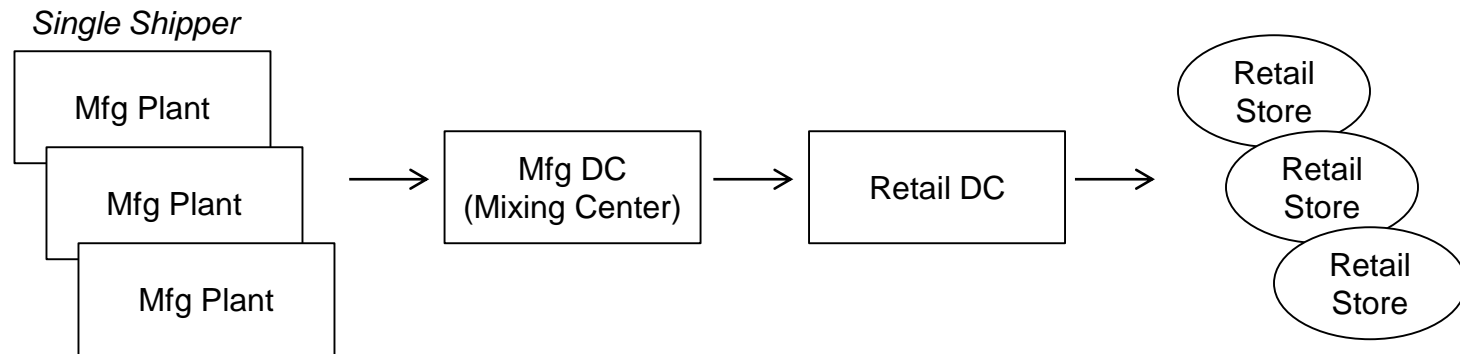 Single Shipper
Mfg Plant
Mfg Plant
Mfg Plant
Mfg DC
(Mixing Center)
Retail DC
Retail
Store
Retail
Store
Retail
Store